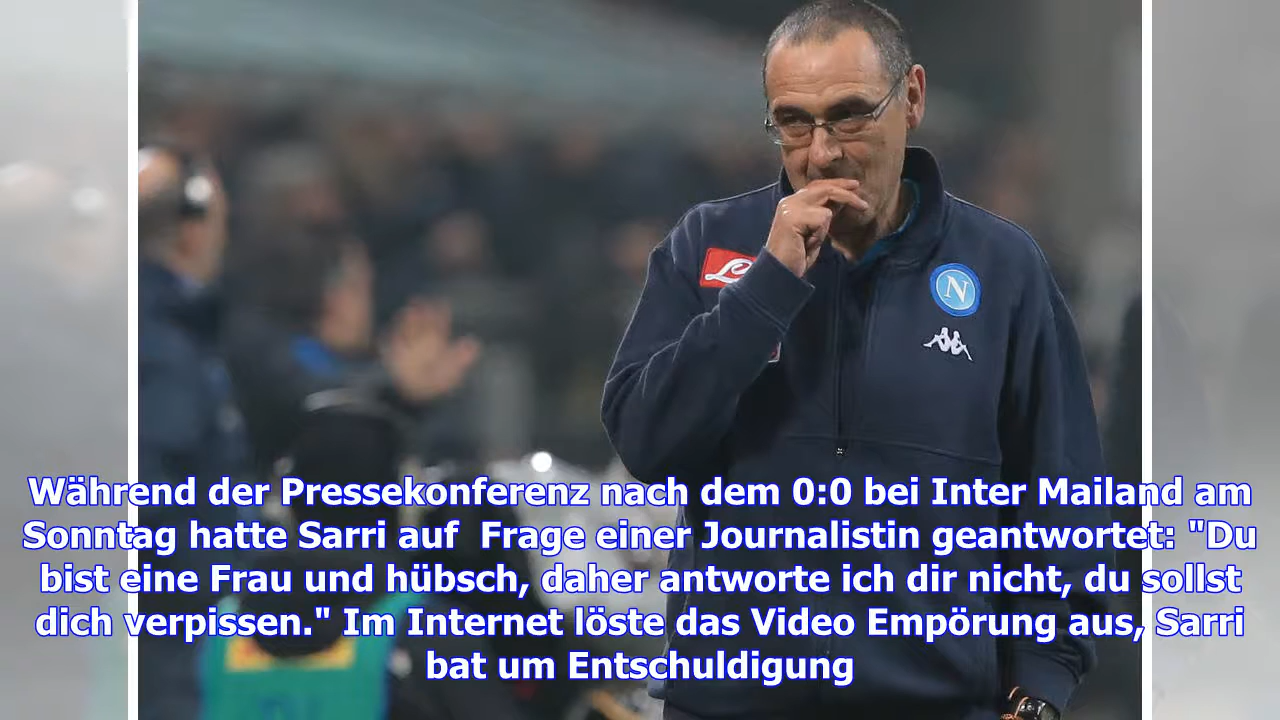 N
Während der Pressekonferenz nach dem 0:0 bei Inter Mailand am
Sonntag hatte Sarri auf  Frage einer Journalistin geantwortet: "Du
bist eine Frau und hübsch, daher antworte ich dir nicht, du sollst
dich verpissen." Im Internet löste das Video Empörung aus, Sarri
bat um Entschuldigung